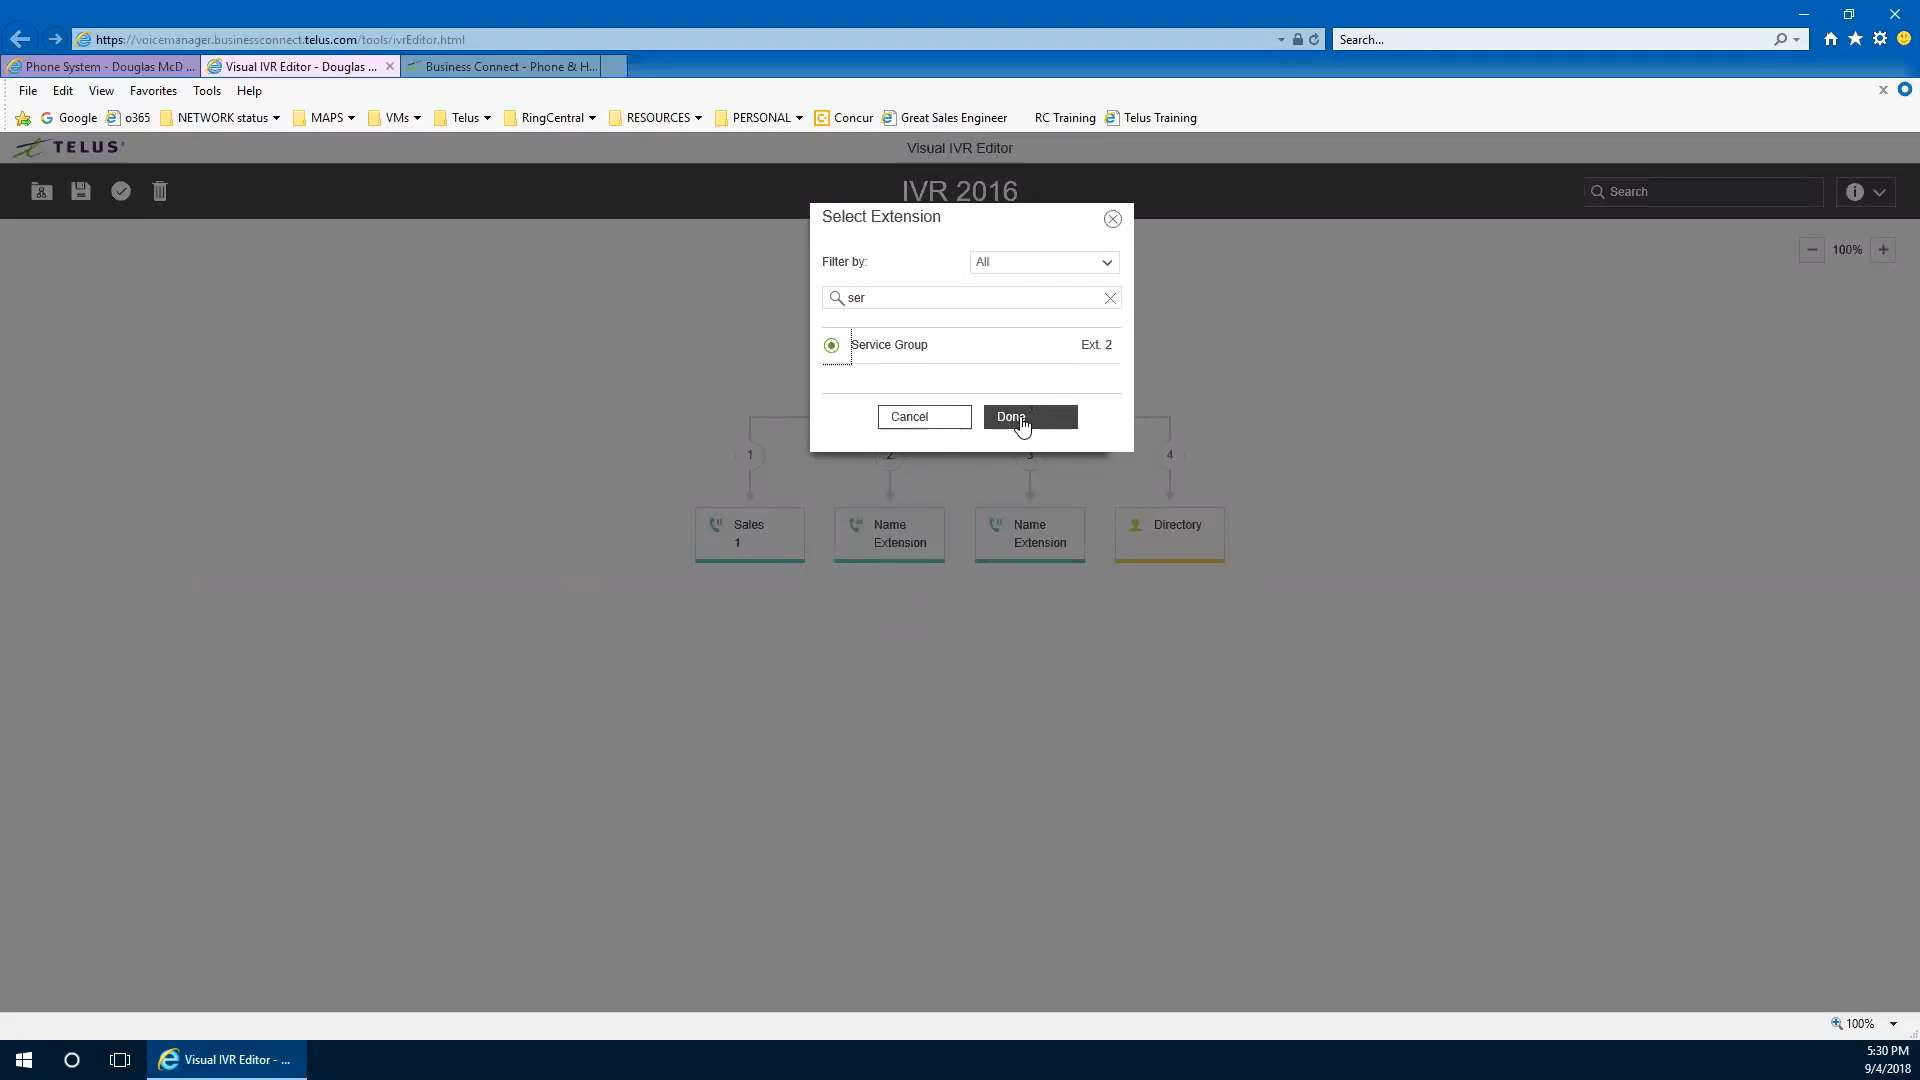 https://voicemanager.businessconnect.telus.com/tools/ivrEditor.html
Search...
Phone System - Douglas McD ...
Visual IVR Editor - Douglas ...
Business Connect - Phone & H...
File Edit View Favorites Tools Help
Google o365 NETWORK status MAPS VMs Telus RingCentral RESOURCES PERSONAL Concur Great Sales Engineer RC Training Telus Training
TELUS
Visual IVR Editor
IVR 2016
Search
Select Extension
Filter by: All
ser
Service Group Ext. 2
Cancel Done
100%
1 2 3 4
Sales
1
Name
Extension
Name
Extension
Directory
100%
Visual IVR Editor - ...
5:30 PM
9/4/2018